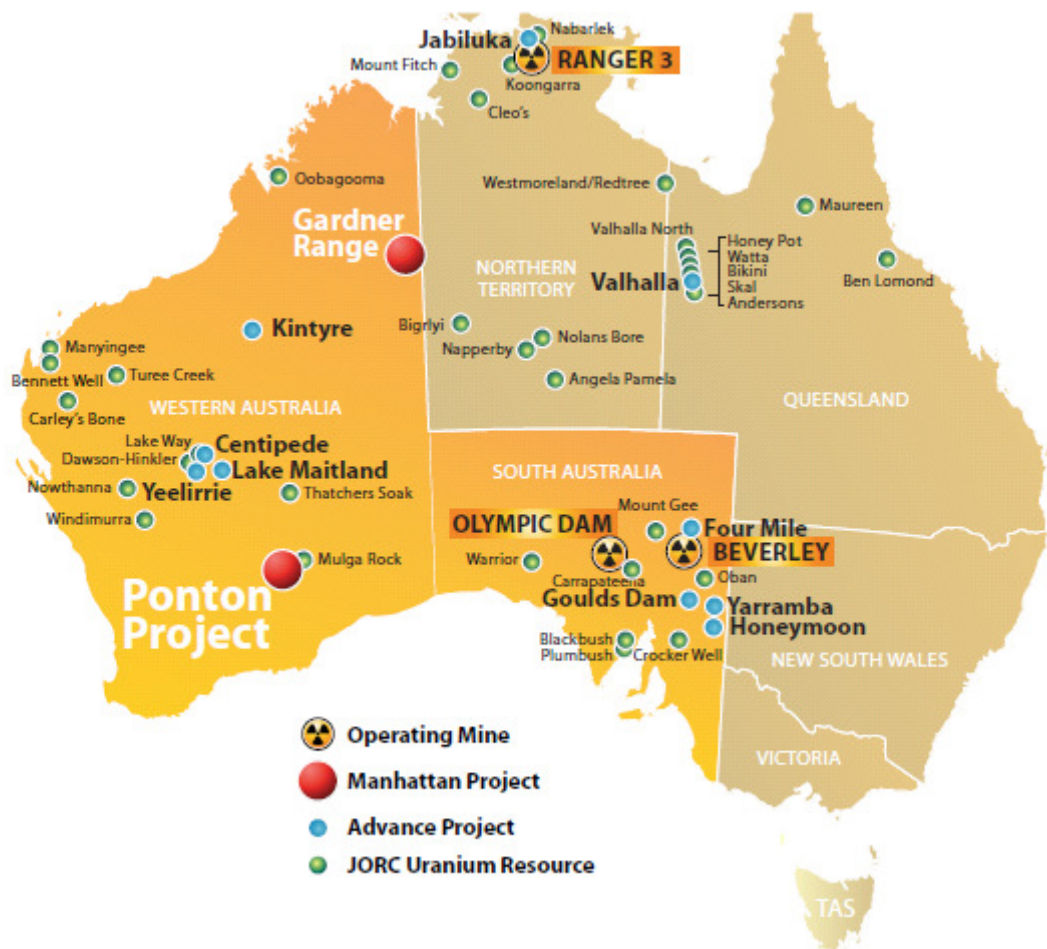 Nabarlek
Jabiluka
RANGER 3
Mount Fitch
Koongarra
Cleo's
Oobagooma
Westmoreland/Redtree
Maureen
Gardner
Range
Valhalla North
Honey Pot
Watta
Bikini
Skal
Andersons
NORTHERN
TERRITORY
Valhalla
Ben Lomond
Kintyre
Bigrlyi
Nolans Bore
Napperby
Manyingee
Bennett Well
Turee Creek
Angela Pamela
Carley's Bone
WESTERN AUSTRALIA
QUEENSLAND
Lake Way
Centipede
Dawson-Hinkler
Lake Maitland
SOUTH AUSTRALIA
Nowthanna
Yeelirrie
Thatchers Soak
Mount Gee
Windimurra
OLYMPIC DAM
Four Mile
BEVERLEY
Mulga Rock
Warrior
Carrapateena
Oban
Ponton
Project
Goulds Dam
Yarramba
Honeymoon
Blackbush
Plumbush
Crocker Well
NEW SOUTH WALES
VICTORIA
Operating Mine
Manhattan Project
Advance Project
JORC Uranium Resource
TAS